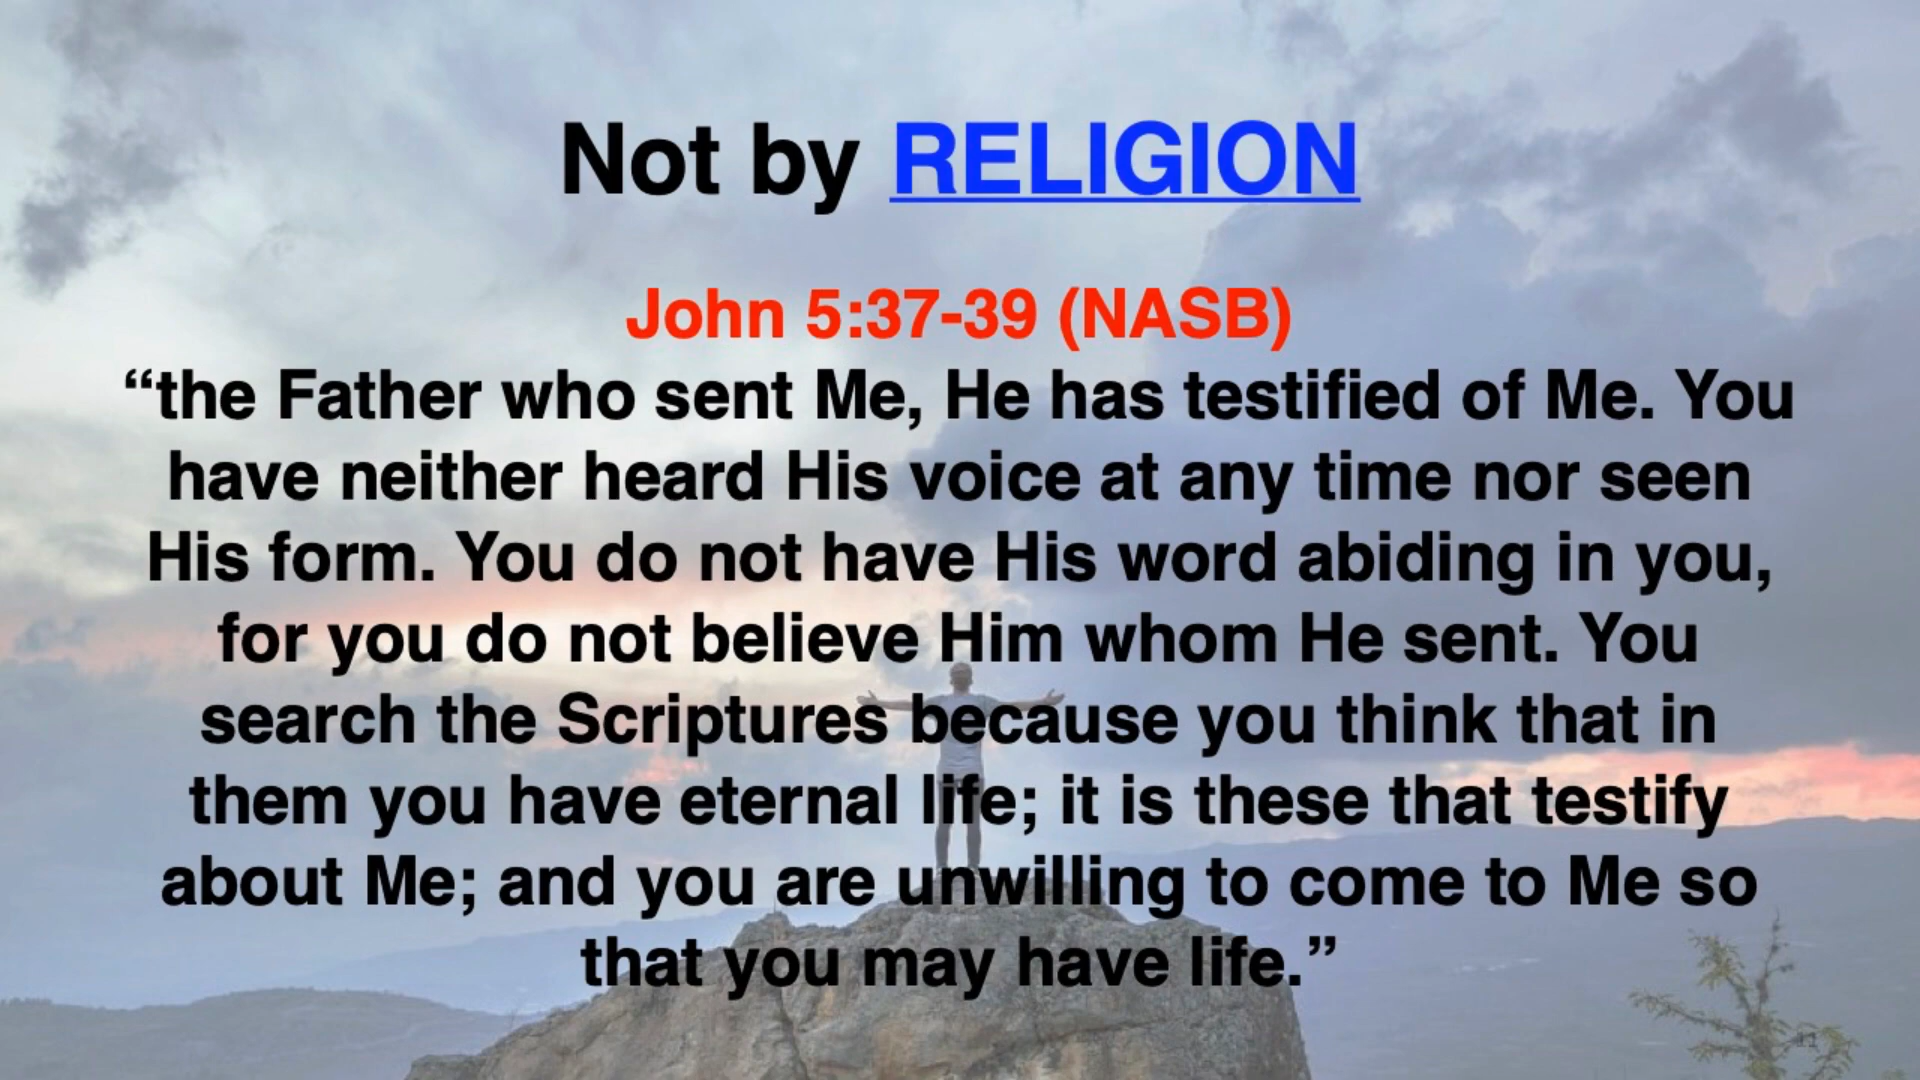 Not by RELIGION
John 5:37-39 (NASB)
“the Father who sent Me, He has testified of Me. You
have neither heard His voice at any time nor seen
His form. You do not have His word abiding in you,
for you do not believe Him whom He sent. You
search the Scriptures because you think that in
them you have eternal life; it is these that testify
about Me; and you are unwilling to come to Me so
that you may have life.”
11